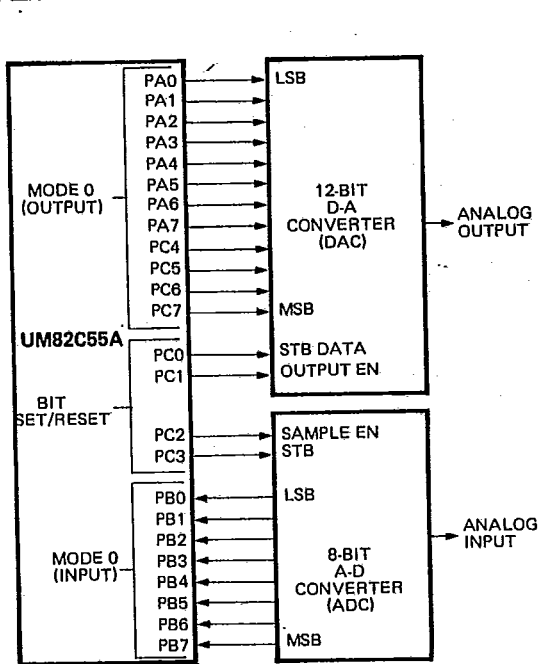 PA0
PA1
PA2
PA3
PA4
PA5
PA6
PA7
PC4
PC5
PC6
PC7
MODE 0
(OUTPUT)
UM82C55A
PC0
PC1
PC2
PC3
BIT
SET/RESET
PB0
PB1
PB2
PB3
PB4
PB5
PB6
PB7
MODE 0
(INPUT)
LSB
12-BIT
D-A
CONVERTER
(DAC)
MSB
STB DATA
OUTPUT EN
ANALOG
OUTPUT
SAMPLE EN
STB
LSB
8-BIT
A-D
CONVERTER
(ADC)
MSB
ANALOG
INPUT